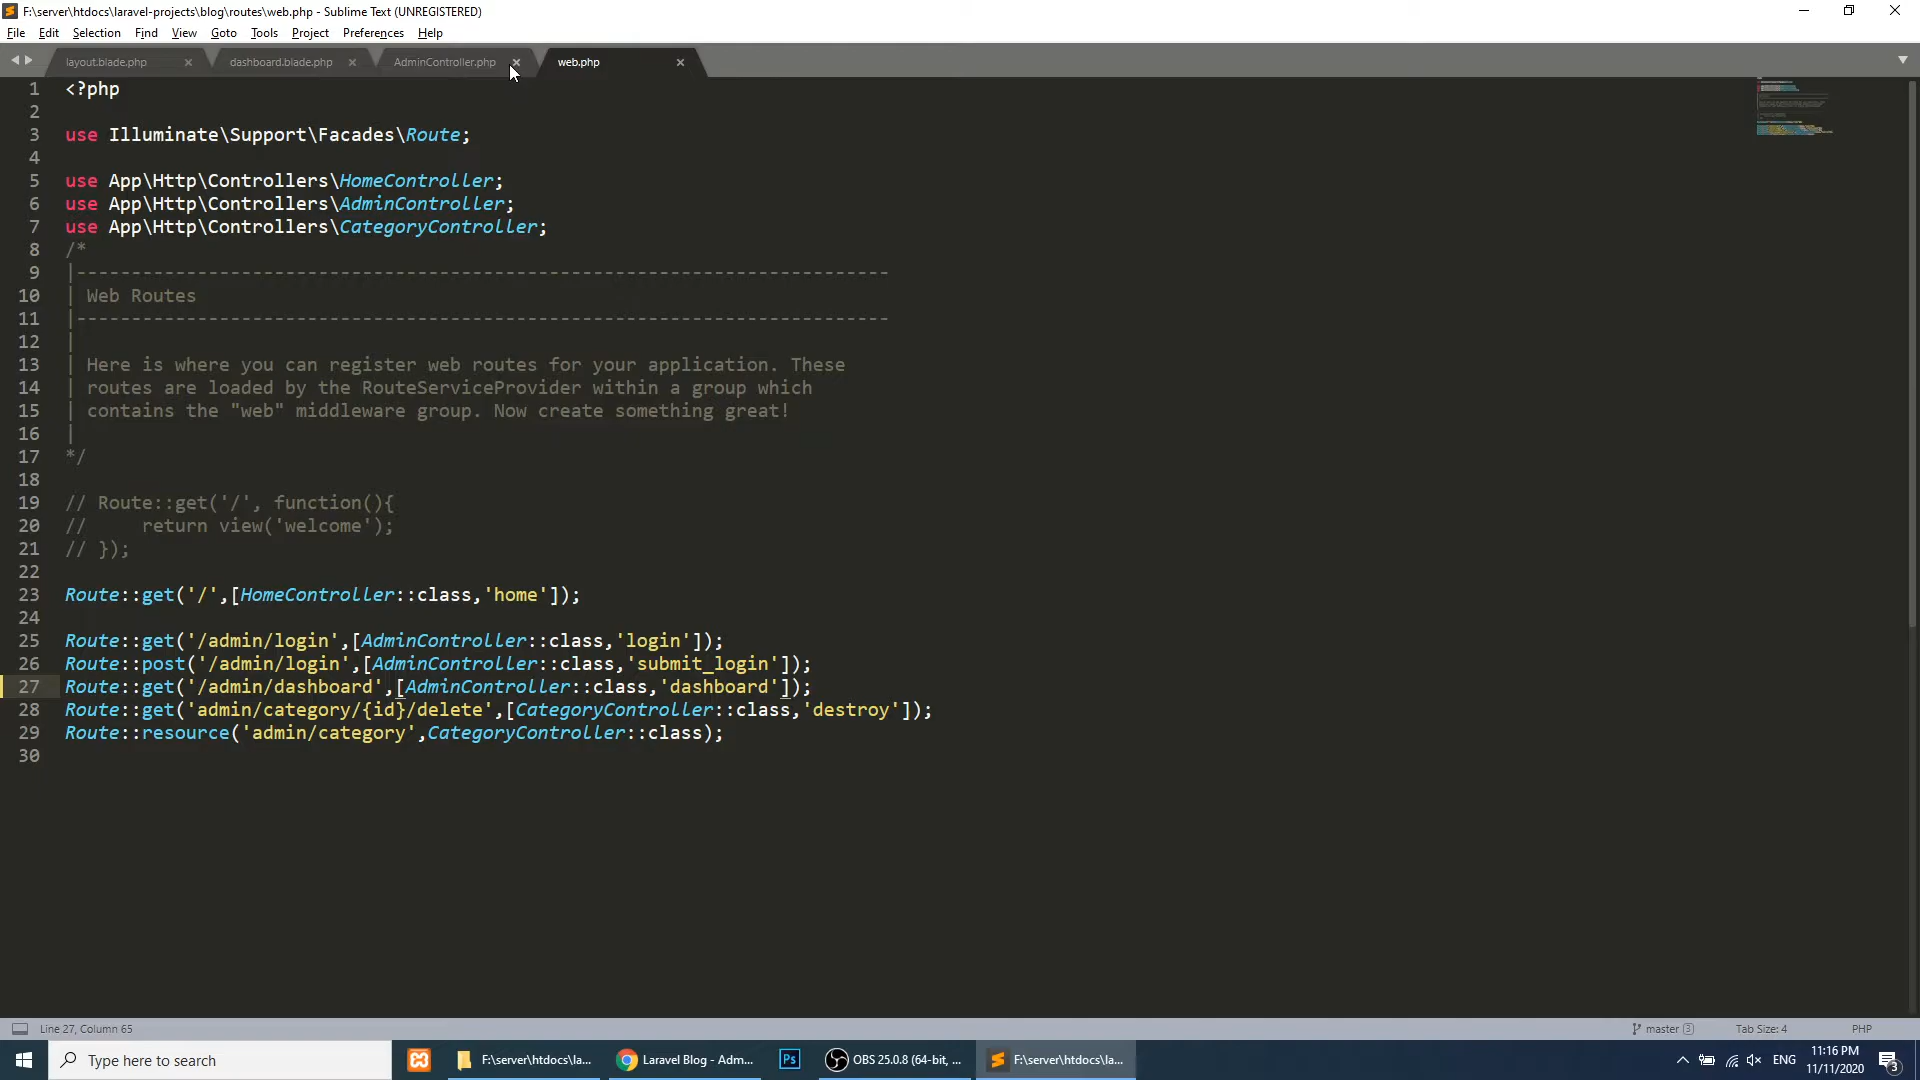 F:\server\htdocs\laravel-projects\blog\routes\web.php - Sublime Text (UNREGISTERED)
File Edit Selection Find View Goto Tools Project Preferences Help
layout.blade.php dashboard.blade.php AdminController.php web.php
1 <?php
2
3 use Illuminate\Support\Facades\Route;
4
5 use App\Http\Controllers\HomeController;
6 use App\Http\Controllers\AdminController;
7 use App\Http\Controllers\CategoryController;
8 /*
9 |--------------------------------------------------------------------------
10 | Web Routes
11 |--------------------------------------------------------------------------
12 |
13 | Here is where you can register web routes for your application. These
14 | routes are loaded by the RouteServiceProvider within a group which
15 | contains the "web" middleware group. Now create something great!
16 |
17 */
18
19 // Route::get('/', function(){
20 //     return view('welcome');
21 // });
22
23 Route::get('/',[HomeController::class,'home']);
24
25 Route::get('/admin/login',[AdminController::class,'login']);
26 Route::post('/admin/login',[AdminController::class,'submit_login']);
27 Route::get('/admin/dashboard',[AdminController::class,'dashboard']);
28 Route::get('admin/category/{id}/delete',[CategoryController::class,'destroy']);
29 Route::resource('admin/category',CategoryController::class);
30
Line 27, Column 65 master 3 Tab Size: 4 PHP
Type here to search F:\server\htdocs\la... Laravel Blog - Adm... Ps OBS 25.0.8 (64-bit, ... F:\server\htdocs\la... ENG 11:16 PM 3
11/11/2020